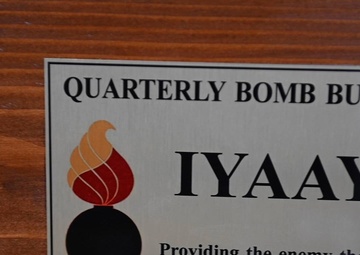 QUARTERLY BOMB BU
IYAAY
Providing the enemy th